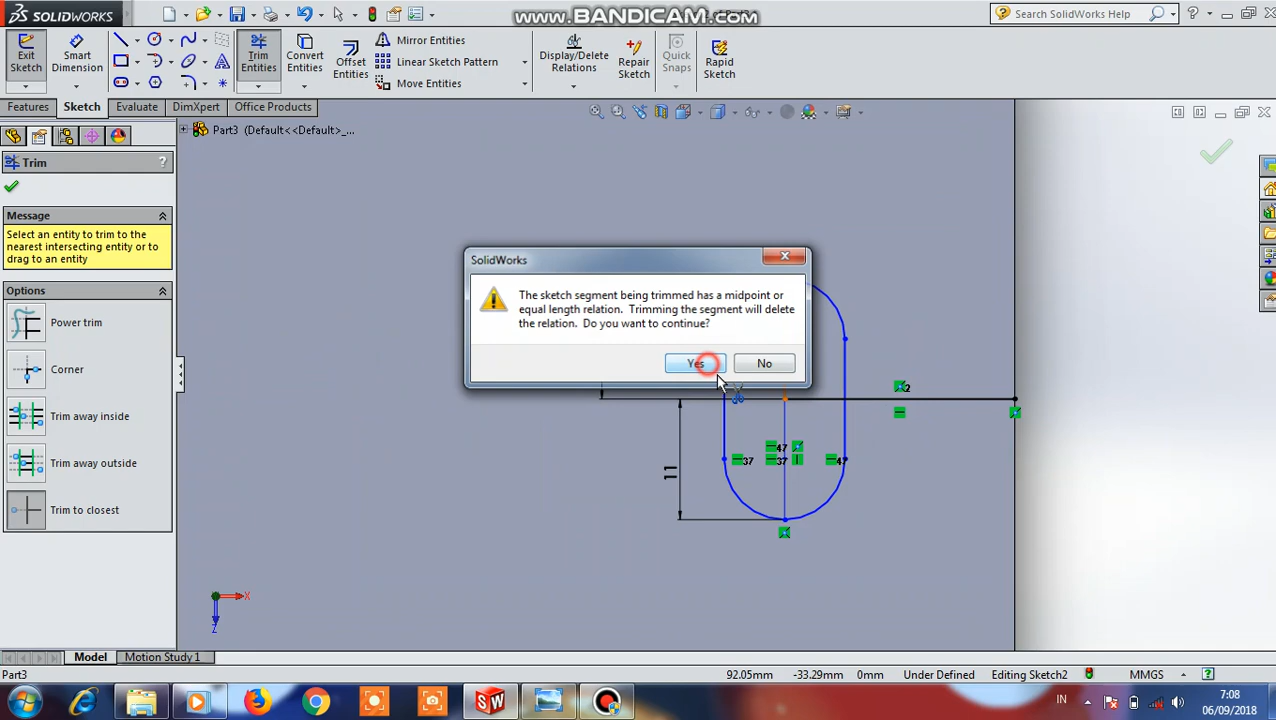 SOLIDWORKS
WWW.BANDICAM.COM
Search SolidWorks Help
Exit Sketch
Smart Dimension
Trim Entities
Convert Entities
Offset Entities
Mirror Entities
Linear Sketch Pattern
Move Entities
Display/Delete Relations
Repair Sketch
Quick Snaps
Rapid Sketch
Features
Sketch
Evaluate
DimXpert
Office Products
Part3 (Default<<Default>_...
Trim
?
Message
Select an entity to trim to the
nearest intersecting entity or to
drag to an entity
Options
Power trim
Corner
Trim away inside
Trim away outside
Trim to closest
SolidWorks
The sketch segment being trimmed has a midpoint or
equal length relation. Trimming the segment will delete
the relation. Do you want to continue?
Yes
No
2
47
37
37
47
11
X
Z
Model
Motion Study 1
Part3
92.05mm
-33.29mm
0mm
Under Defined
Editing Sketch2
MMGS
IN
7:08
06/09/2018